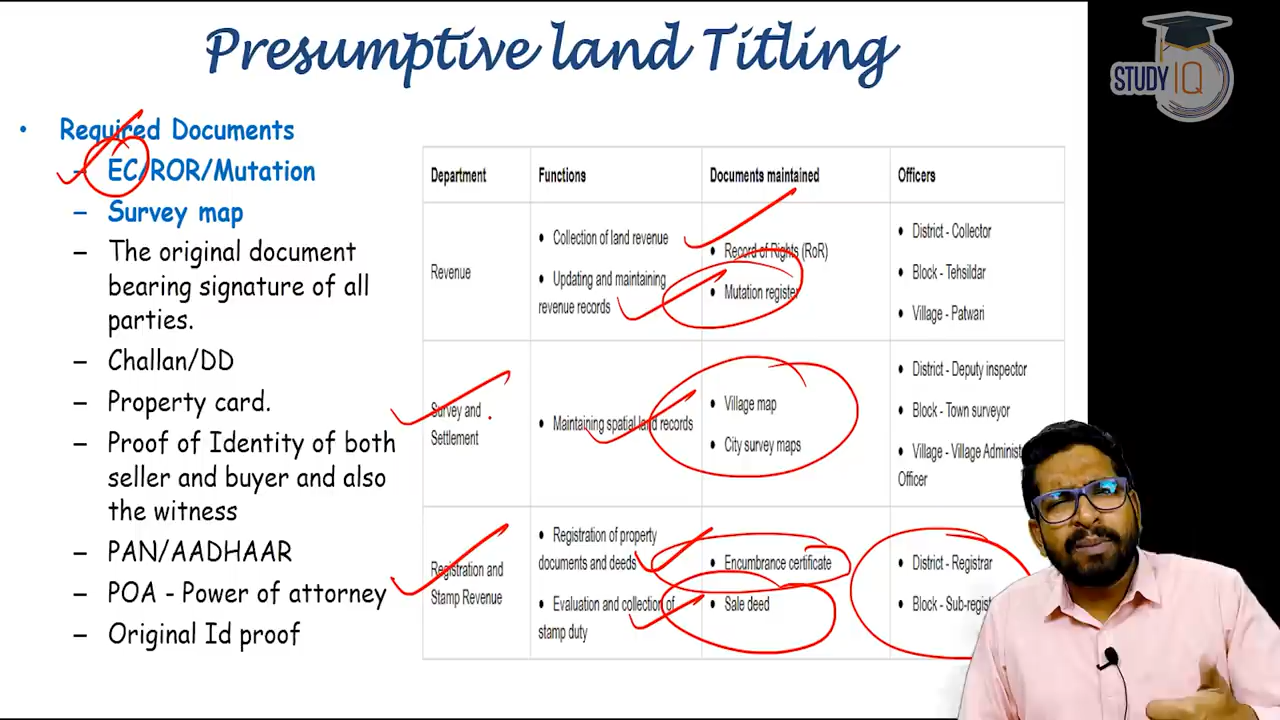 Presumptive land Titling
STUDY IQ
• Required Documents
– EC/ROR/Mutation
– Survey map
– The original document
bearing signature of all
parties.
– Challan/DD
– Property card.
– Proof of Identity of both
seller and buyer and also
the witness
– PAN/AADHAAR
– POA - Power of attorney
– Original Id proof
Department
Functions
Documents maintained
Officers
Revenue
• Collection of land revenue
• Updating and maintaining
revenue records
• Record of Rights (RoR)
• Mutation register
• District - Collector
• Block - Tehsildar
• Village - Patwari
Survey and
Settlement
• Maintaining spatial land records
• Village map
• City survey maps
• District - Deputy inspector
• Block - Town surveyor
• Village - Village Administ
Officer
Registration and
Stamp Revenue
• Registration of property
documents and deeds
• Evaluation and collection of
stamp duty
• Encumbrance certificate
• Sale deed
• District - Registrar
• Block - Sub-regist